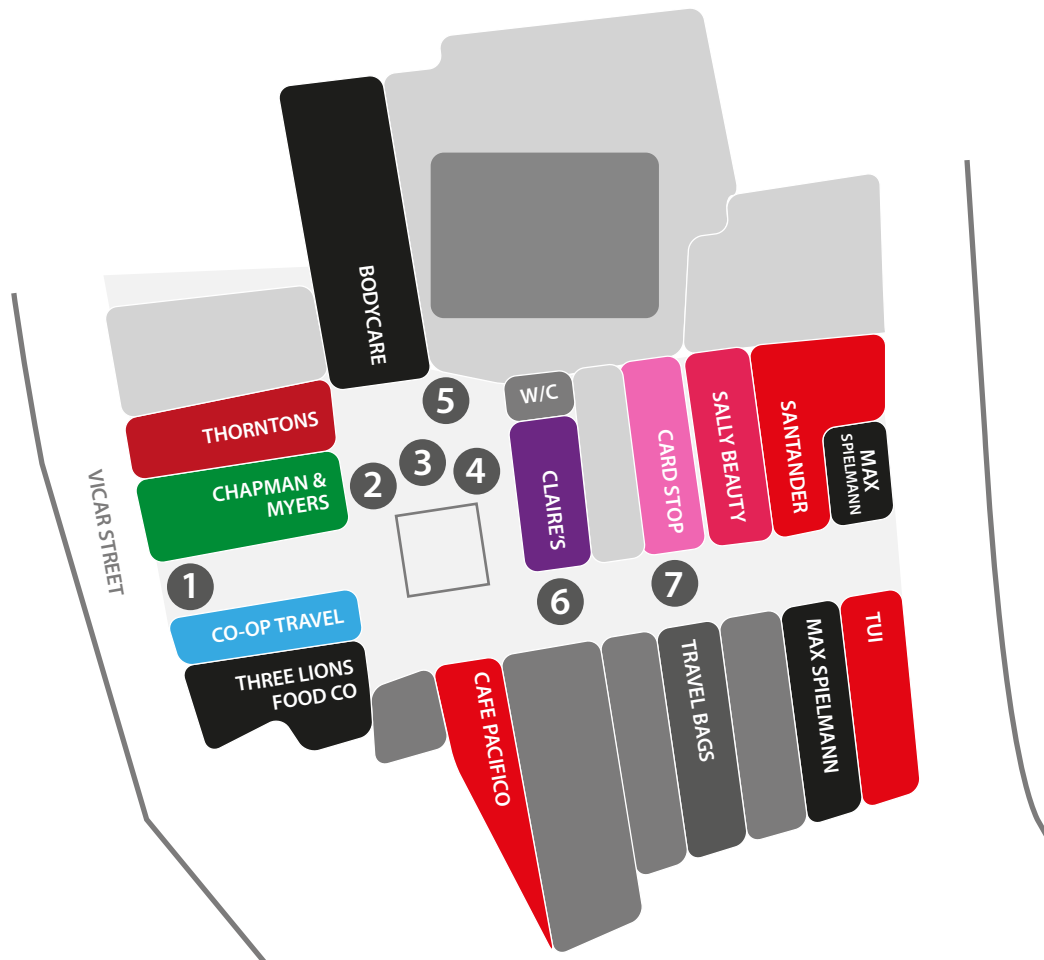 BODYCARE
THORNTONS
CHAPMAN &
MYERS
VICAR STREET
1
2
3
4
5
W/C
CLAIRE'S
CARD STOP
SALLY BEAUTY
SANTANDER
MAX
SPIELMANN
6
7
CO-OP TRAVEL
THREE LIONS
FOOD CO
CAFE PACIFICO
TRAVEL BAGS
MAX SPIELMANN
TUI